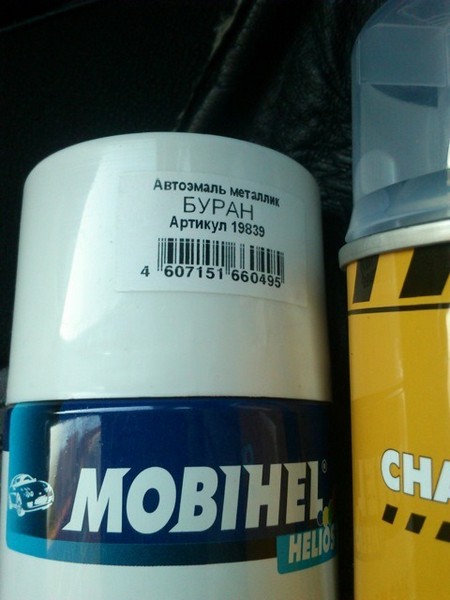 Автоэмаль металлик
БУРАН
Артикул 19839
4 607151 660495
MOBIHEL®
HELIOS
CHA